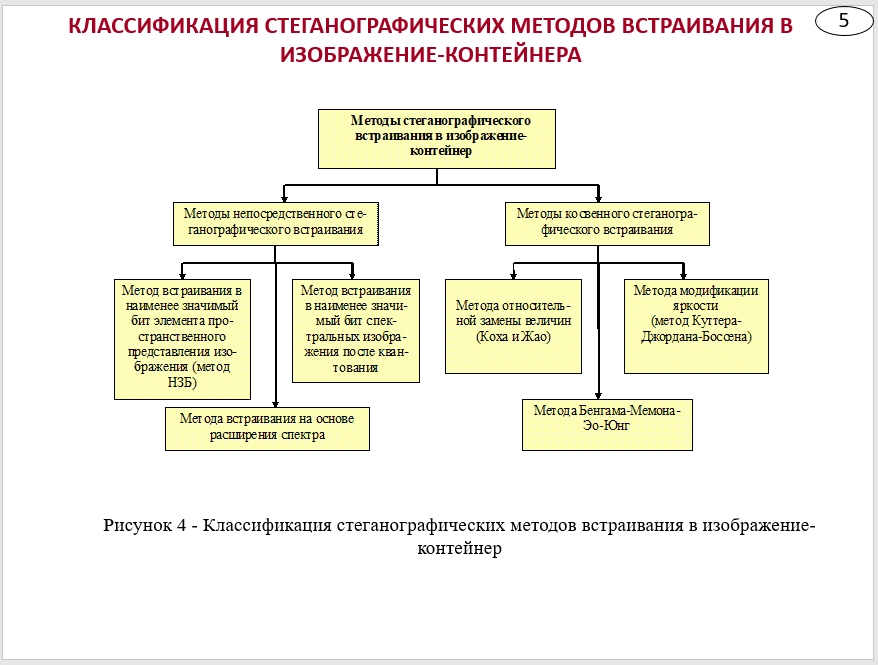 КЛАССИФИКАЦИЯ СТЕГАНОГРАФИЧЕСКИХ МЕТОДОВ ВСТРАИВАНИЯ В
ИЗОБРАЖЕНИЕ-КОНТЕЙНЕРА
5
Методы стеганографического
встраивания в изображение-
контейнер
Методы непосредственного сте-
ганографического встраивания
Методы косвенного стеганогра-
фического встраивания
Метод встраивания в
наименее значимый
бит элемента про-
странственного
представления изо-
бражения (метод
НЗБ)
Метод встраивания
в наименее значи-
мый бит спек-
тральных изобра-
жения после кван-
тования
Метода относитель-
ной замены величин
(Коха и Жао)
Метода модификации
яркости
(метод Куттера-
Джордана-Боссена)
Метода встраивания на основе
расширения спектра
Метода Бенгама-Мемона-
Эо-Юнг
Рисунок 4 - Классификация стеганографических методов встраивания в изображение-
контейнер